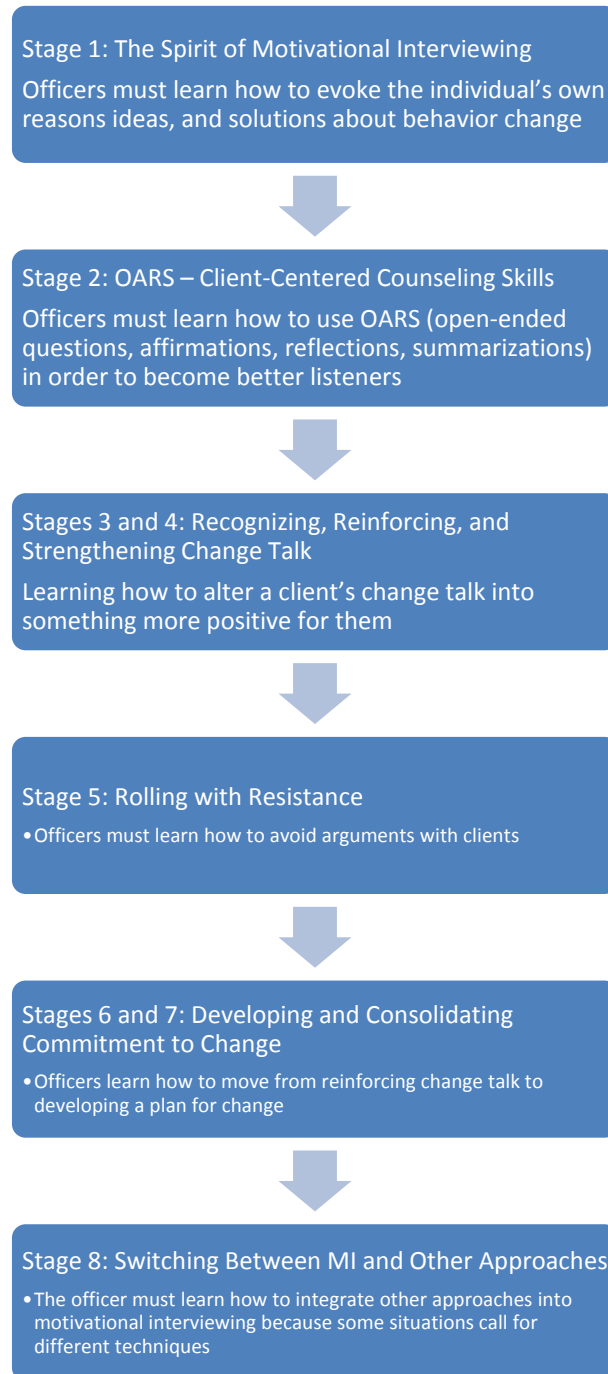 Stage 1: The Spirit of Motivational Interviewing
Officers must learn how to evoke the individual's own
reasons ideas, and solutions about behavior change
Stage 2: OARS – Client-Centered Counseling Skills
Officers must learn how to use OARS (open-ended
questions, affirmations, reflections, summarizations)
in order to become better listeners
Stages 3 and 4: Recognizing, Reinforcing, and
Strengthening Change Talk
Learning how to alter a client's change talk into
something more positive for them
Stage 5: Rolling with Resistance
•Officers must learn how to avoid arguments with clients
Stages 6 and 7: Developing and Consolidating
Commitment to Change
•Officers learn how to move from reinforcing change talk to
developing a plan for change
Stage 8: Switching Between MI and Other Approaches
•The officer must learn how to integrate other approaches into
motivational interviewing because some situations call for
different techniques